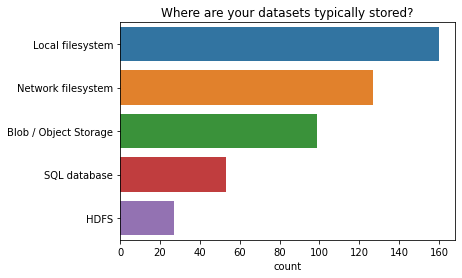 Where are your datasets typically stored?
Local filesystem
Network filesystem
Blob / Object Storage
SQL database
HDFS
0 20 40 60 80 100 120 140 160
count